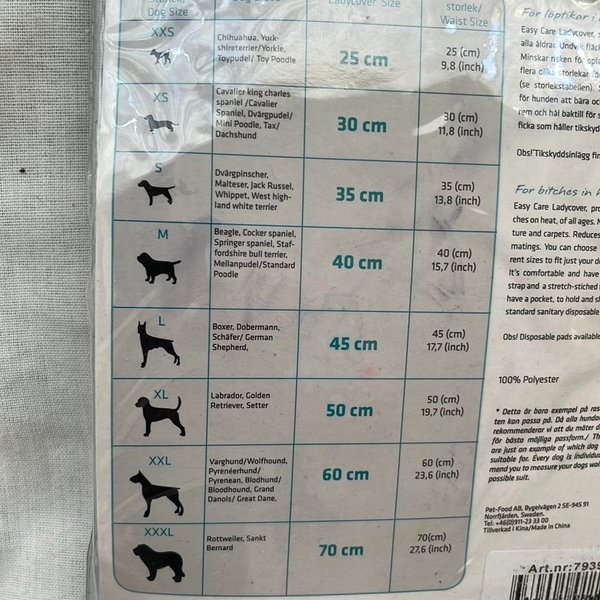 Dog Size
Ladycover Size
storlek/
Waist Size
XXS
Chihuahua, York-
shireterrier/Yorkie,
Toypudel/ Toy Poodle
25 cm
25 (cm)
9,8 (inch)
XS
Cavalier king charles
spaniel /Cavalier
Spaniel, Dvärgpudel/
Mini Poodle, Tax/
Dachshund
30 cm
30 (cm)
11,8 (inch)
S
Dvärgpinscher,
Malteser, Jack Russel,
Whippet, West high-
land white terrier
35 cm
35 (cm)
13,8 (inch)
M
Beagle, Cocker spaniel,
Springer spaniel, Staf-
fordshire bull terrier,
Mellanpudel/Standard
Poodle
40 cm
40 (cm)
15,7 (inch)
L
Boxer, Dobermann,
Schäfer/ German
Shepherd,
45 cm
45 (cm)
17,7 (inch)
XL
Labrador, Golden
Retriever, Setter
50 cm
50 (cm)
19,7 (inch)
XXL
Varghund/Wolfhound,
Pyrenéerhund/
Pyrenean, Blodhund/
Bloodhound, Grand
Danois/ Great Dane,
60 cm
60 (cm)
23,6 (inch)
XXXL
Rottweiler, Sankt
Bernard
70 cm
70(cm)
27,6 (inch)
För löptikar i
Easy Care Ladycover,
alla åldrar. Undvik
Minskar risken för
flera olika storlekar
(se storlekstabellen).
för hunden att bära oc
rem och hål baktill för s
ficka som håller tikskyd
Obs! Tikskyddsinlägg fin
For bitches in h
Easy Care Ladycover, pro
ches on heat, of all ages. N
ture and carpets. Reduces
matings. You can choose
rent sizes to fit just your d
It's comfortable and have
strap and a stretch-stiched
have a pocket, to hold and s
standard sanitary disposable
Obs! Disposable pads availabl
100% Polyester
* Detta är bara exempel på ras
ten kan passa på. Då alla hundar
rekommenderar vi att du mäter d
för bästa möjliga passform./ Th
are just an example of which dog
suitable for. Every dog is individu
mend you to measure your dogs wai
possible suit.
Pet-Food AB, Bygelvägen 2 SE-945 91
Norrfjärden, Sweden.
Tel: +46(0)911-23 33 00
Tillverkad i Kina/Made in China
Art.nr:7939